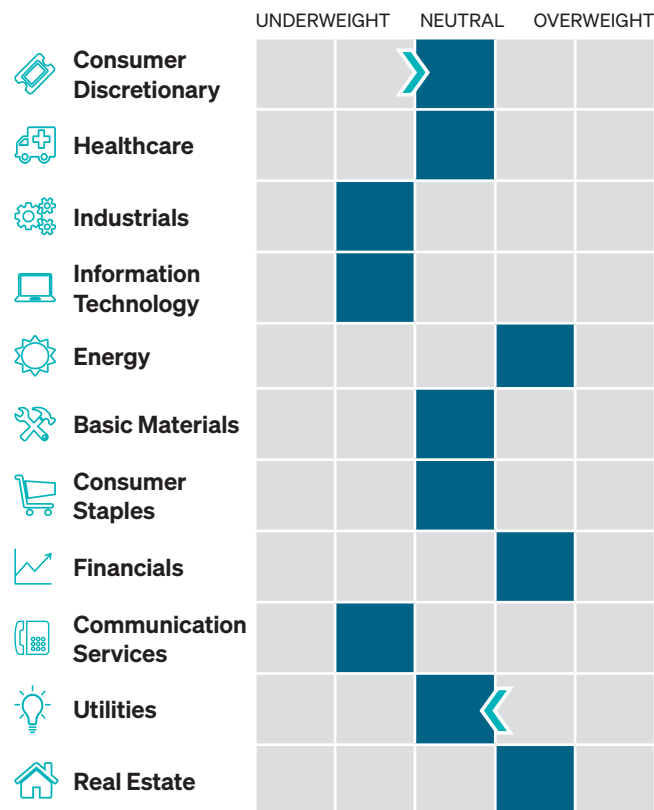 UNDERWEIGHT NEUTRAL OVERWEIGHT
Consumer
Discretionary
Healthcare
Industrials
Information
Technology
Energy
Basic Materials
Consumer
Staples
Financials
Communication
Services
Utilities
Real Estate